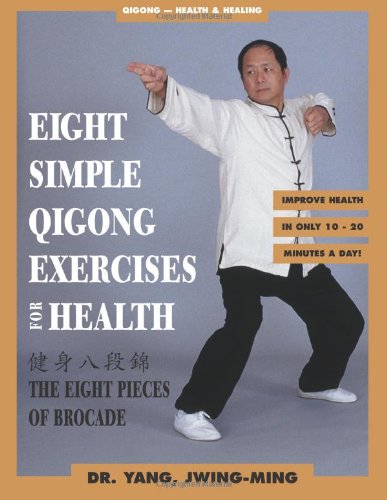 QIGONG — HEALTH & HEALING
EIGHT
SIMPLE
QIGONG
EXERCISES
FOR HEALTH
健身八段錦
THE EIGHT PIECES
OF BROCADE
IMPROVE HEALTH
IN ONLY 10 - 20
MINUTES A DAY!
DR. YANG, JWING-MING